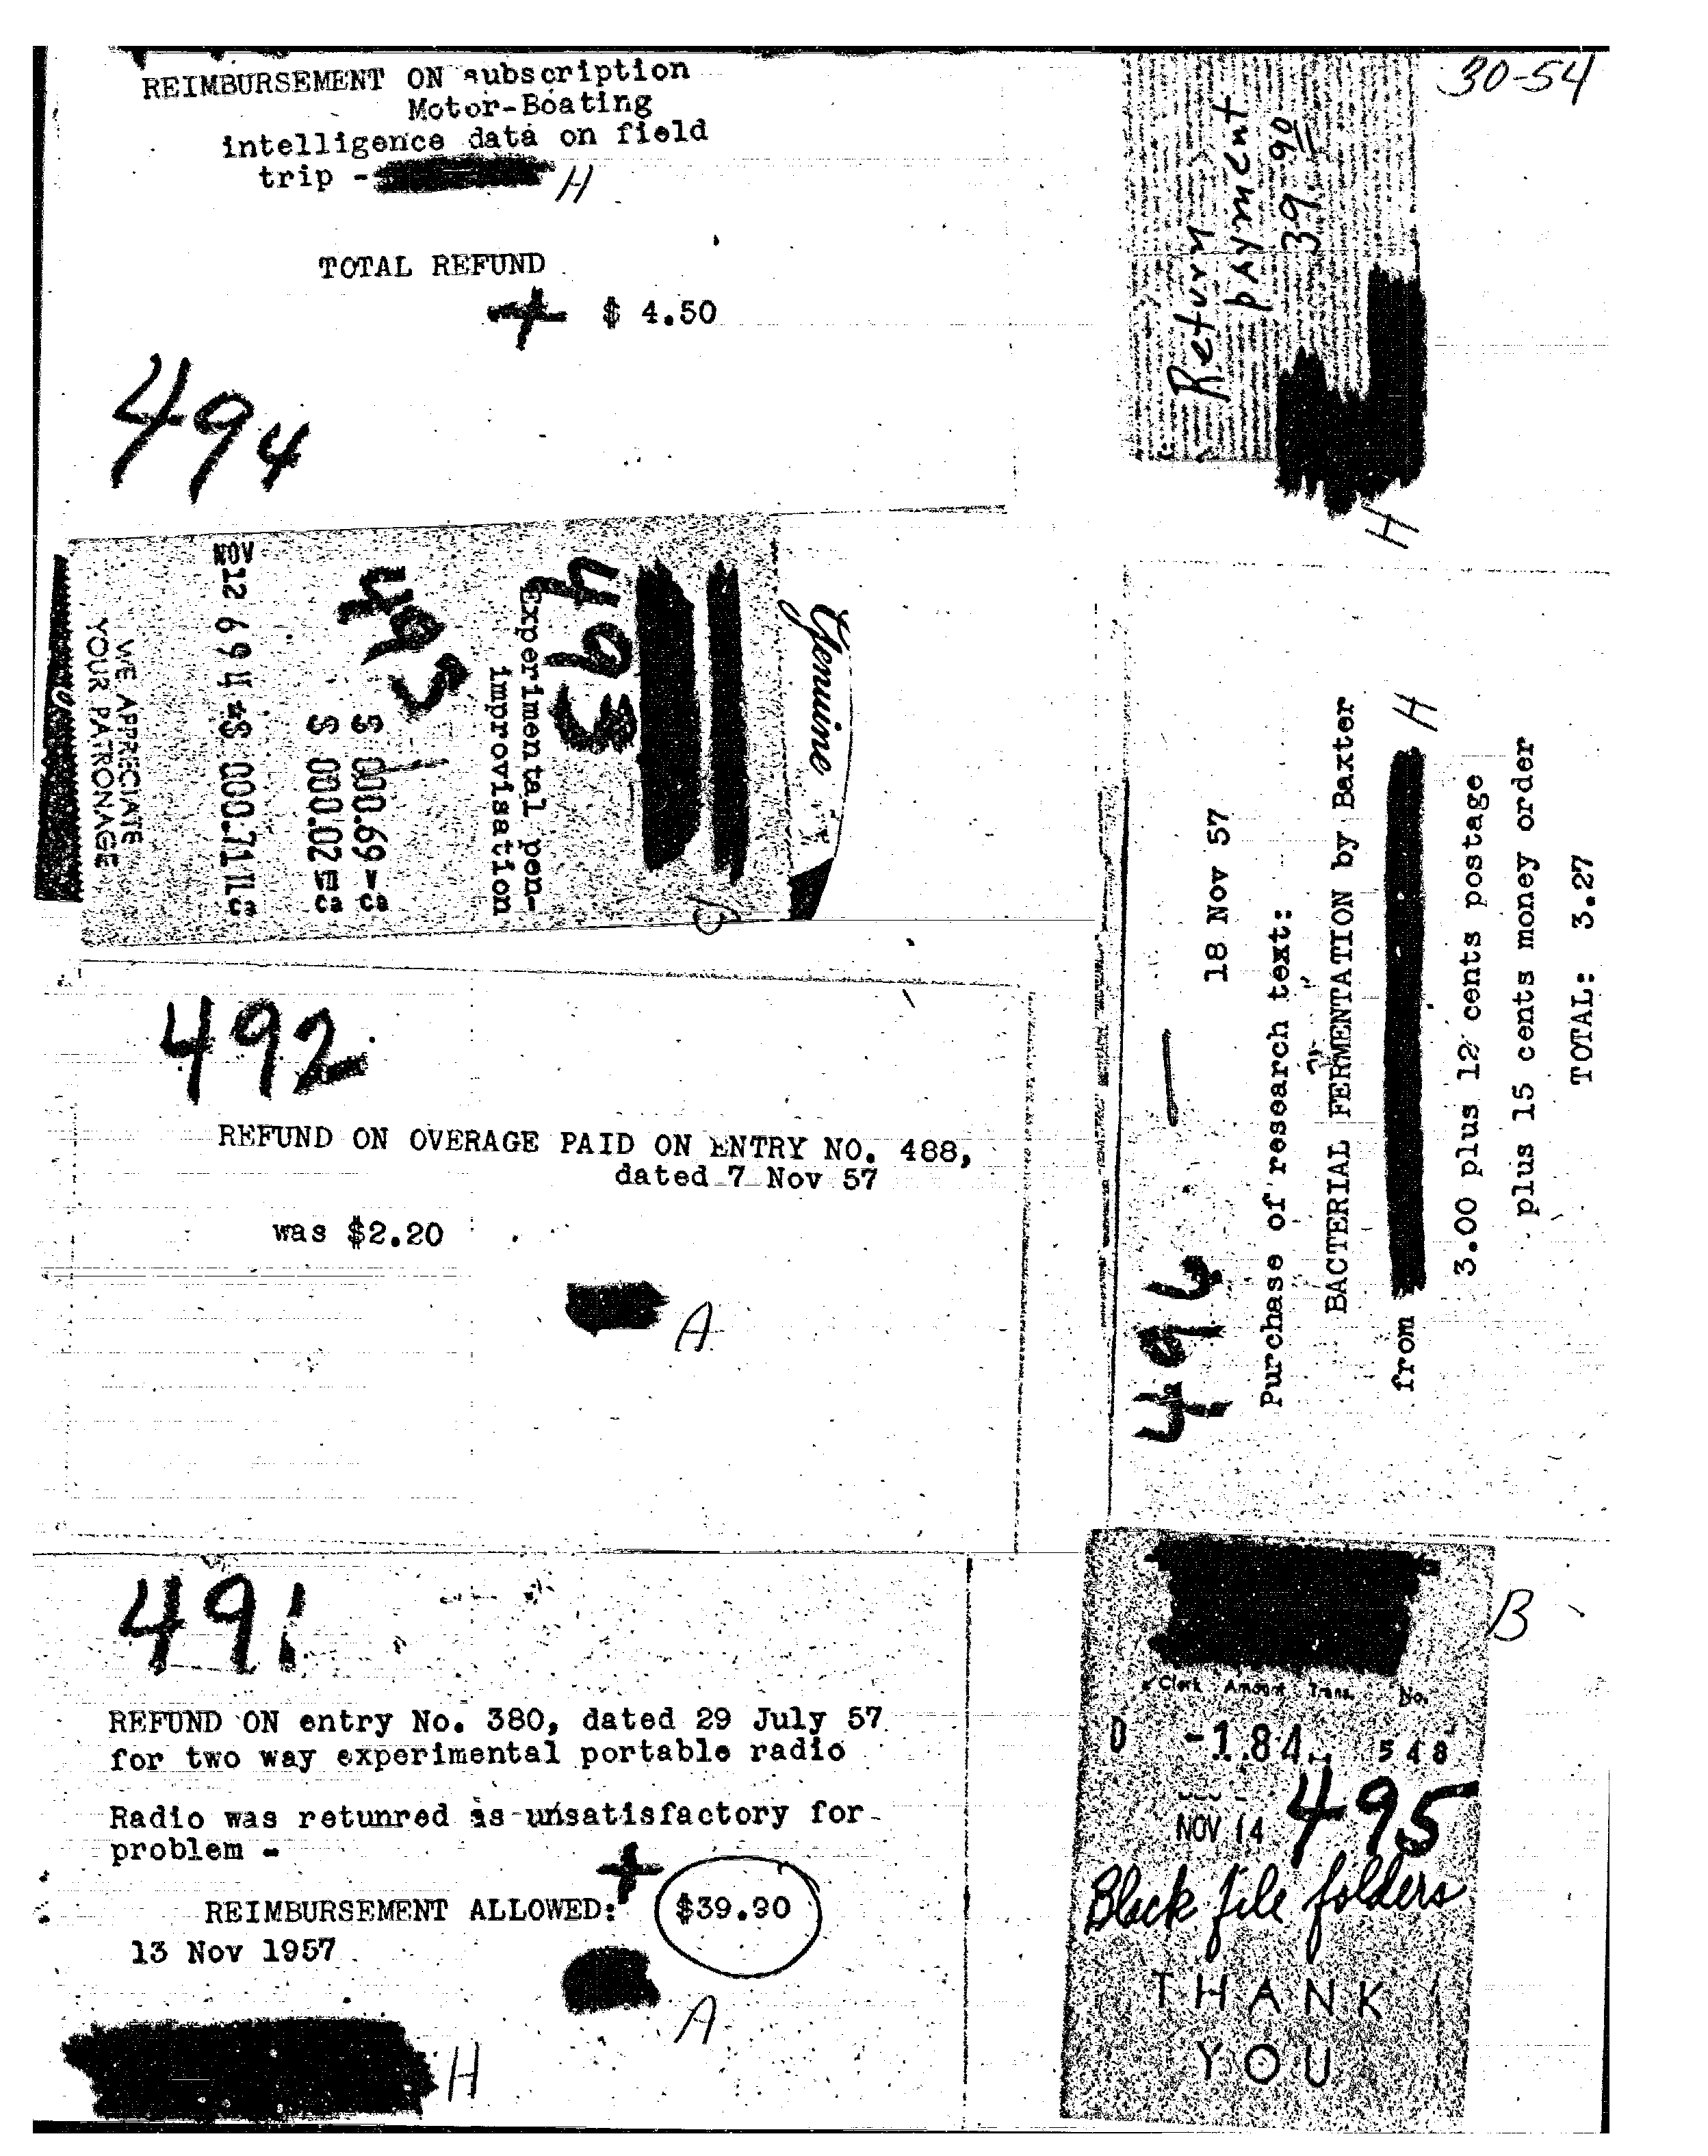 30-54
REIMBURSEMENT ON subscription
Motor-Boating
intelligence data on field
trip -
H
TOTAL REFUND
+ $ 4.50
494
Return
payment
39.90
H
WE APPRECIATE
YOUR PATRONAGE
NOV 12 694 *S 000.71 TL ca
S 000.02
ca
S 000.69
ca
493
Experimental pen-
improvisation
493
Genuine
492
REFUND ON OVERAGE PAID ON ENTRY NO. 488,
dated 7 Nov 57
was $2.20
A
496
18 Nov 57
Purchase of research text:
BACTERIAL FERMENTATION by Baxter
from
H
3.00 plus 12 cents postage
plus 15 cents money order
TOTAL: 3.27
491
REFUND ON entry No. 380, dated 29 July 57
for two way experimental portable radio
Radio was retunred as unsatisfactory for
problem -
REIMBURSEMENT ALLOWED: + $39.90
13 Nov 1957
A
H
B
Clerk Amount Trans. No.
D -1.84 548
NOV 14
495
Black file folders
THANK
YOU